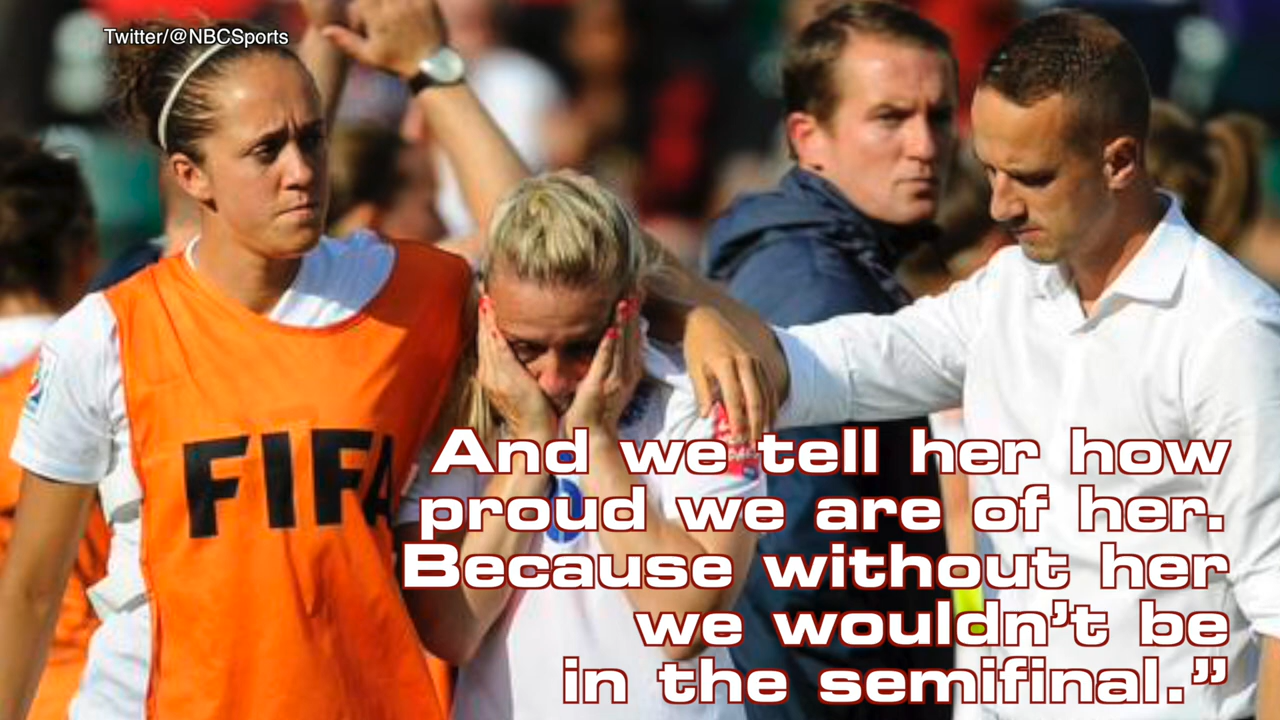 Twitter/@NBCSports
FIFA
And we tell her how
proud we are of her.
Because without her
we wouldn't be
in the semifinal.”